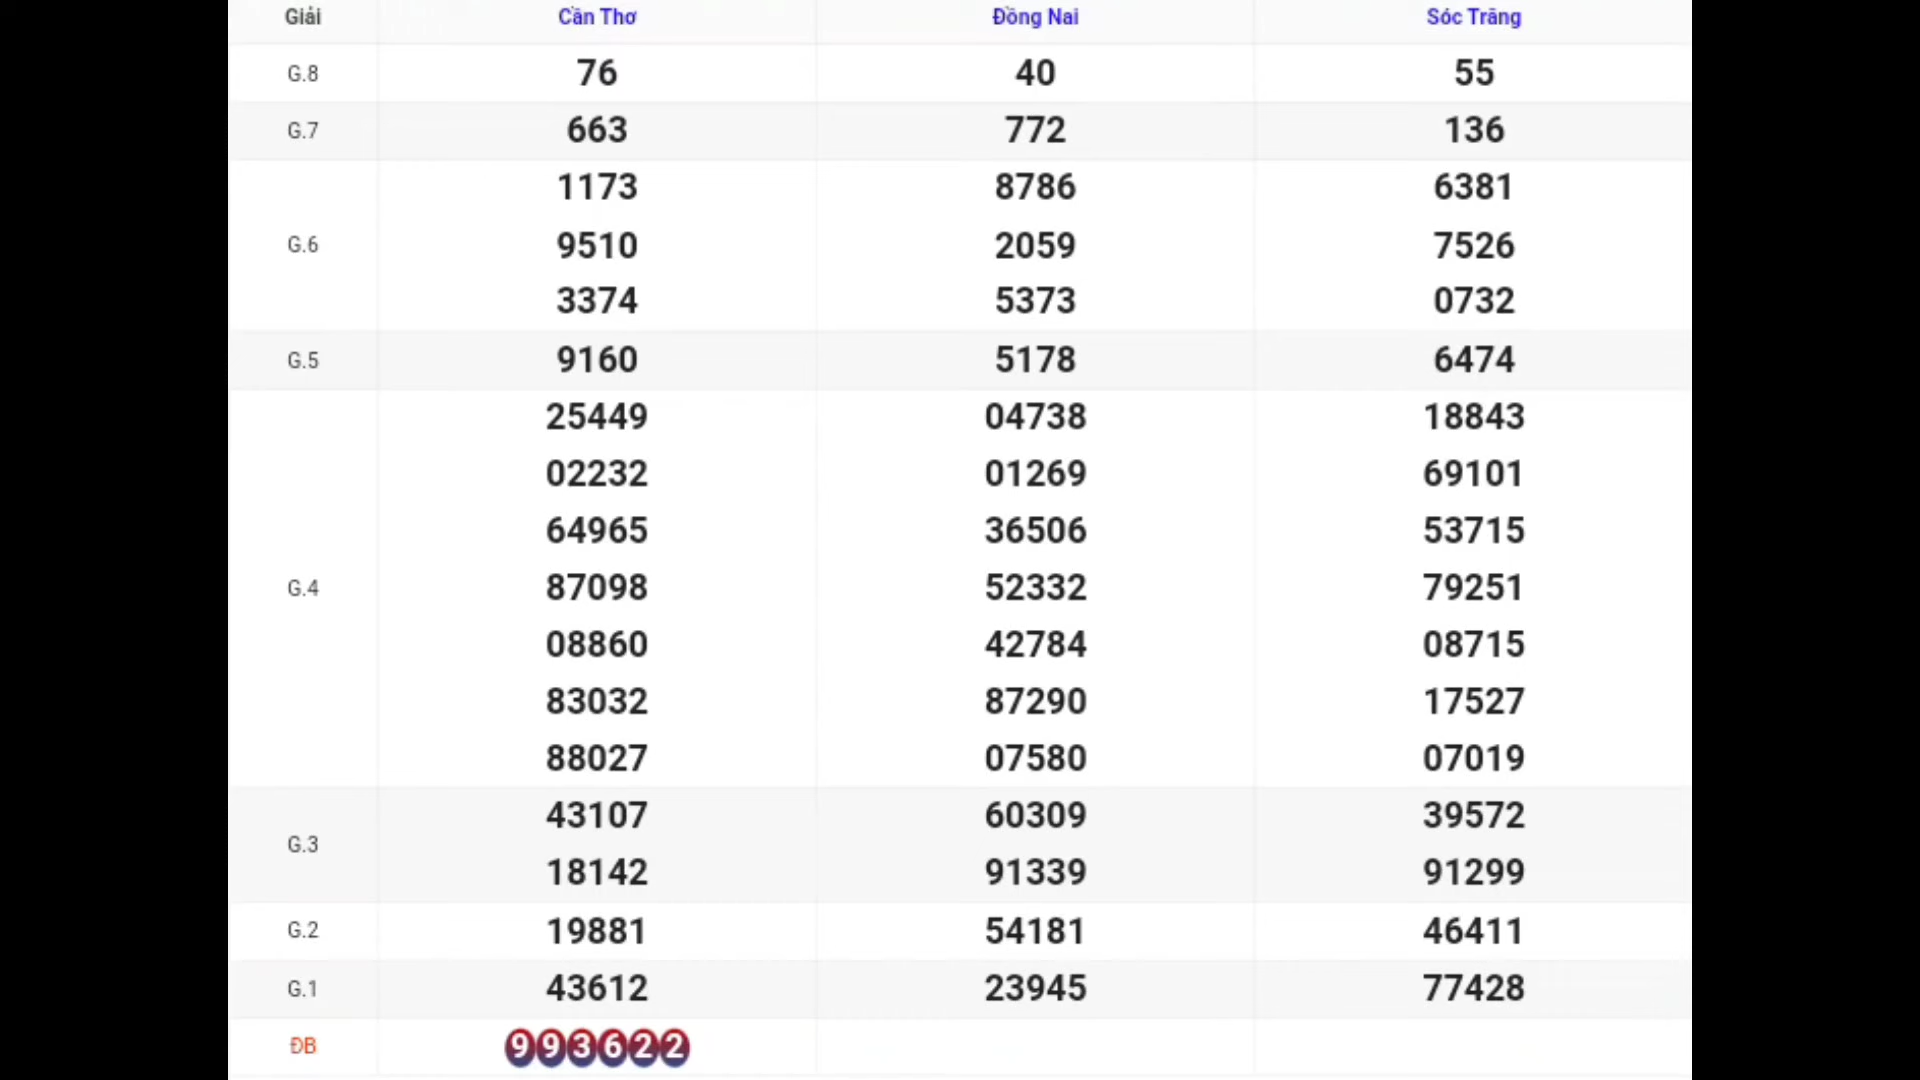 Giải Cần Thơ Đồng Nai Sóc Trăng
G.8 76 40 55
G.7 663 772 136
1173 8786 6381
G.6 9510 2059 7526
3374 5373 0732
G.5 9160 5178 6474
25449 04738 18843
02232 01269 69101
64965 36506 53715
G.4 87098 52332 79251
08860 42784 08715
83032 87290 17527
88027 07580 07019
43107 60309 39572
G.3
18142 91339 91299
G.2 19881 54181 46411
G.1 43612 23945 77428
ĐB 993622